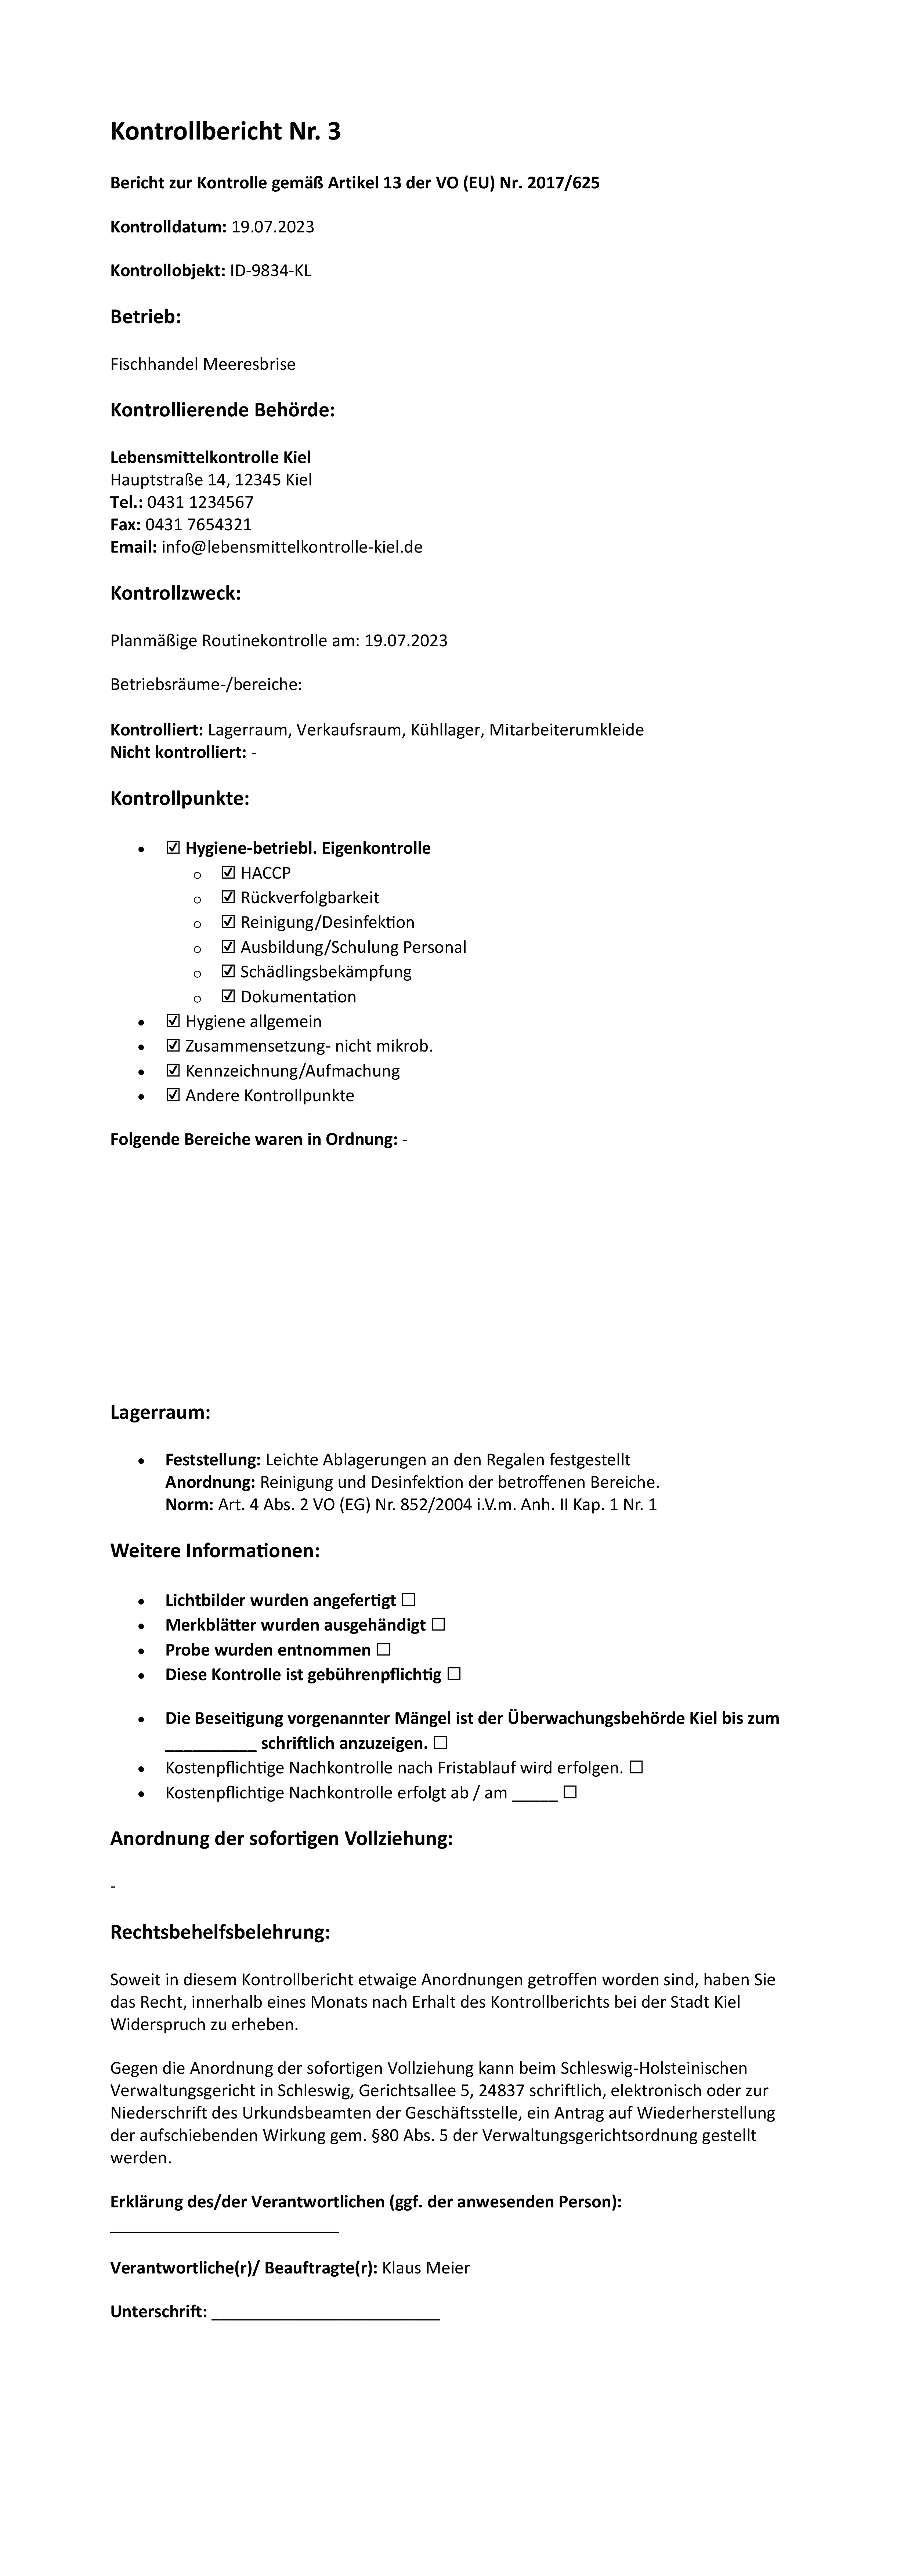 Kontrollbericht Nr. 3
Bericht zur Kontrolle gemäß Artikel 13 der VO (EU) Nr. 2017/625
Kontrolldatum: 19.07.2023
Kontrollobjekt: ID-9834-KL
Betrieb:
Fischhandel Meeresbrise
Kontrollierende Behörde:
Lebensmittelkontrolle Kiel
Hauptstraße 14, 12345 Kiel
Tel.: 0431 1234567
Fax: 0431 7654321
Email: info@lebensmittelkontrolle-kiel.de
Kontrollzweck:
Planmäßige Routinekontrolle am: 19.07.2023
Betriebsräume-/bereiche:
Kontrolliert: Lagerraum, Verkaufsraum, Kühllager, Mitarbeiterumkleide
Nicht kontrolliert: -
Kontrollpunkte:
• ☑ Hygiene-betriebl. Eigenkontrolle
o ☑ HACCP
o ☑ Rückverfolgbarkeit
o ☑ Reinigung/Desinfektion
o ☑ Ausbildung/Schulung Personal
o ☑ Schädlingsbekämpfung
o ☑ Dokumentation
• ☑ Hygiene allgemein
• ☑ Zusammensetzung- nicht mikrob.
• ☑ Kennzeichnung/Aufmachung
• ☑ Andere Kontrollpunkte
Folgende Bereiche waren in Ordnung: -
Lagerraum:
• Feststellung: Leichte Ablagerungen an den Regalen festgestellt
Anordnung: Reinigung und Desinfektion der betroffenen Bereiche.
Norm: Art. 4 Abs. 2 VO (EG) Nr. 852/2004 i.V.m. Anh. II Kap. 1 Nr. 1
Weitere Informationen:
• Lichtbilder wurden angefertigt ☐
• Merkblätter wurden ausgehändigt ☐
• Probe wurden entnommen ☐
• Diese Kontrolle ist gebührenpflichtig ☐
• Die Beseitigung vorgenannter Mängel ist der Überwachungsbehörde Kiel bis zum
__________ schriftlich anzuzeigen. ☐
• Kostenpflichtige Nachkontrolle nach Fristablauf wird erfolgen. ☐
• Kostenpflichtige Nachkontrolle erfolgt ab / am _____ ☐
Anordnung der sofortigen Vollziehung:
-
Rechtsbehelfsbelehrung:
Soweit in diesem Kontrollbericht etwaige Anordnungen getroffen worden sind, haben Sie
das Recht, innerhalb eines Monats nach Erhalt des Kontrollberichts bei der Stadt Kiel
Widerspruch zu erheben.
Gegen die Anordnung der sofortigen Vollziehung kann beim Schleswig-Holsteinischen
Verwaltungsgericht in Schleswig, Gerichtsallee 5, 24837 schriftlich, elektronisch oder zur
Niederschrift des Urkundsbeamten der Geschäftsstelle, ein Antrag auf Wiederherstellung
der aufschiebenden Wirkung gem. §80 Abs. 5 der Verwaltungsgerichtsordnung gestellt
werden.
Erklärung des/der Verantwortlichen (ggf. der anwesenden Person):
_________________________
Verantwortliche(r)/ Beauftragte(r): Klaus Meier
Unterschrift: _________________________